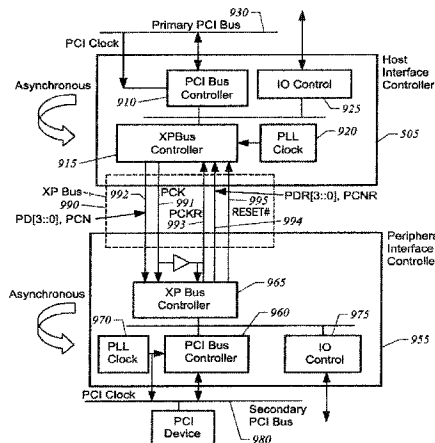 930
Primary PCI Bus
PCI Clock
Asynchronous
PCI Bus
Controller
910
IO Control
925
Host
Interface
Controller
XPBus
Controller
915
PLL
Clock
920
505
XP Bus
990
992
PCK
991
PCKR
993
995
RESET#
994
PDR[3::0], PCNR
PD[3::0], PCN
Peripheral
Interface
Controller
Asynchronous
XP Bus
Controller
965
970
PLL
Clock
PCI Bus
Controller
960
975
IO
Control
955
PCI Clock
Secondary
PCI Bus
PCI
Device
980